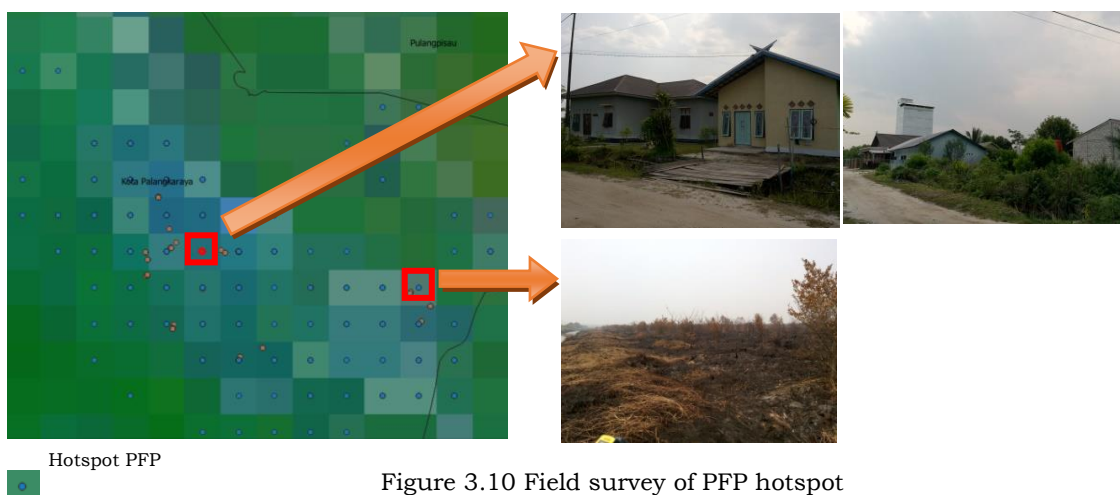 Pulangpisau
Kota Palangkaraya
Hotspot PFP
Figure 3.10 Field survey of PFP hotspot